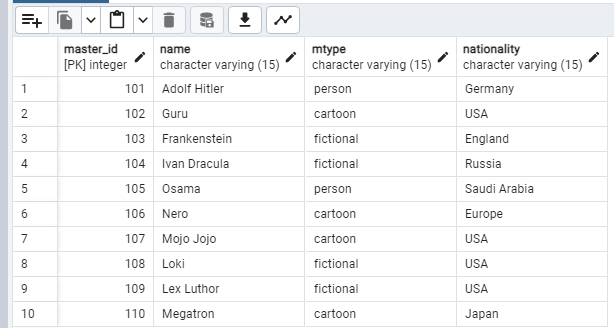 master_id name mtype nationality
[PK] integer character varying (15) character varying (15) character varying (15)
1 101 Adolf Hitler person Germany
2 102 Guru cartoon USA
3 103 Frankenstein fictional England
4 104 Ivan Dracula fictional Russia
5 105 Osama person Saudi Arabia
6 106 Nero cartoon Europe
7 107 Mojo Jojo cartoon USA
8 108 Loki fictional USA
9 109 Lex Luthor fictional USA
10 110 Megatron cartoon Japan